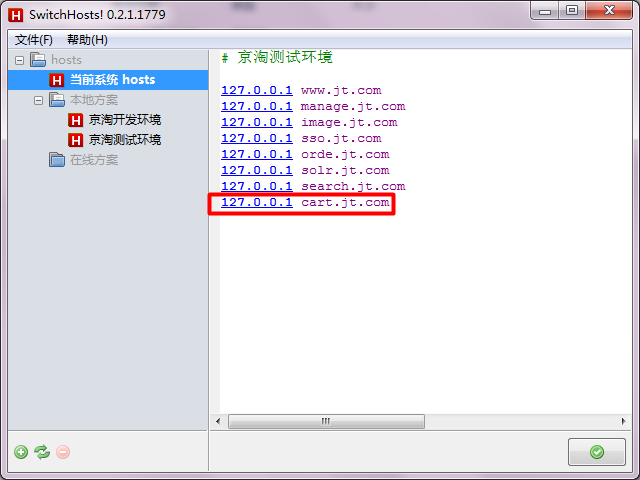 SwitchHosts! 0.2.1.1779
文件(F) 帮助(H)
hosts
当前系统 hosts
本地方案
京淘开发环境
京淘测试环境
在线方案
# 京淘测试环境
127.0.0.1 www.jt.com
127.0.0.1 manage.jt.com
127.0.0.1 image.jt.com
127.0.0.1 sso.jt.com
127.0.0.1 orde.jt.com
127.0.0.1 solr.jt.com
127.0.0.1 search.jt.com
127.0.0.1 cart.jt.com